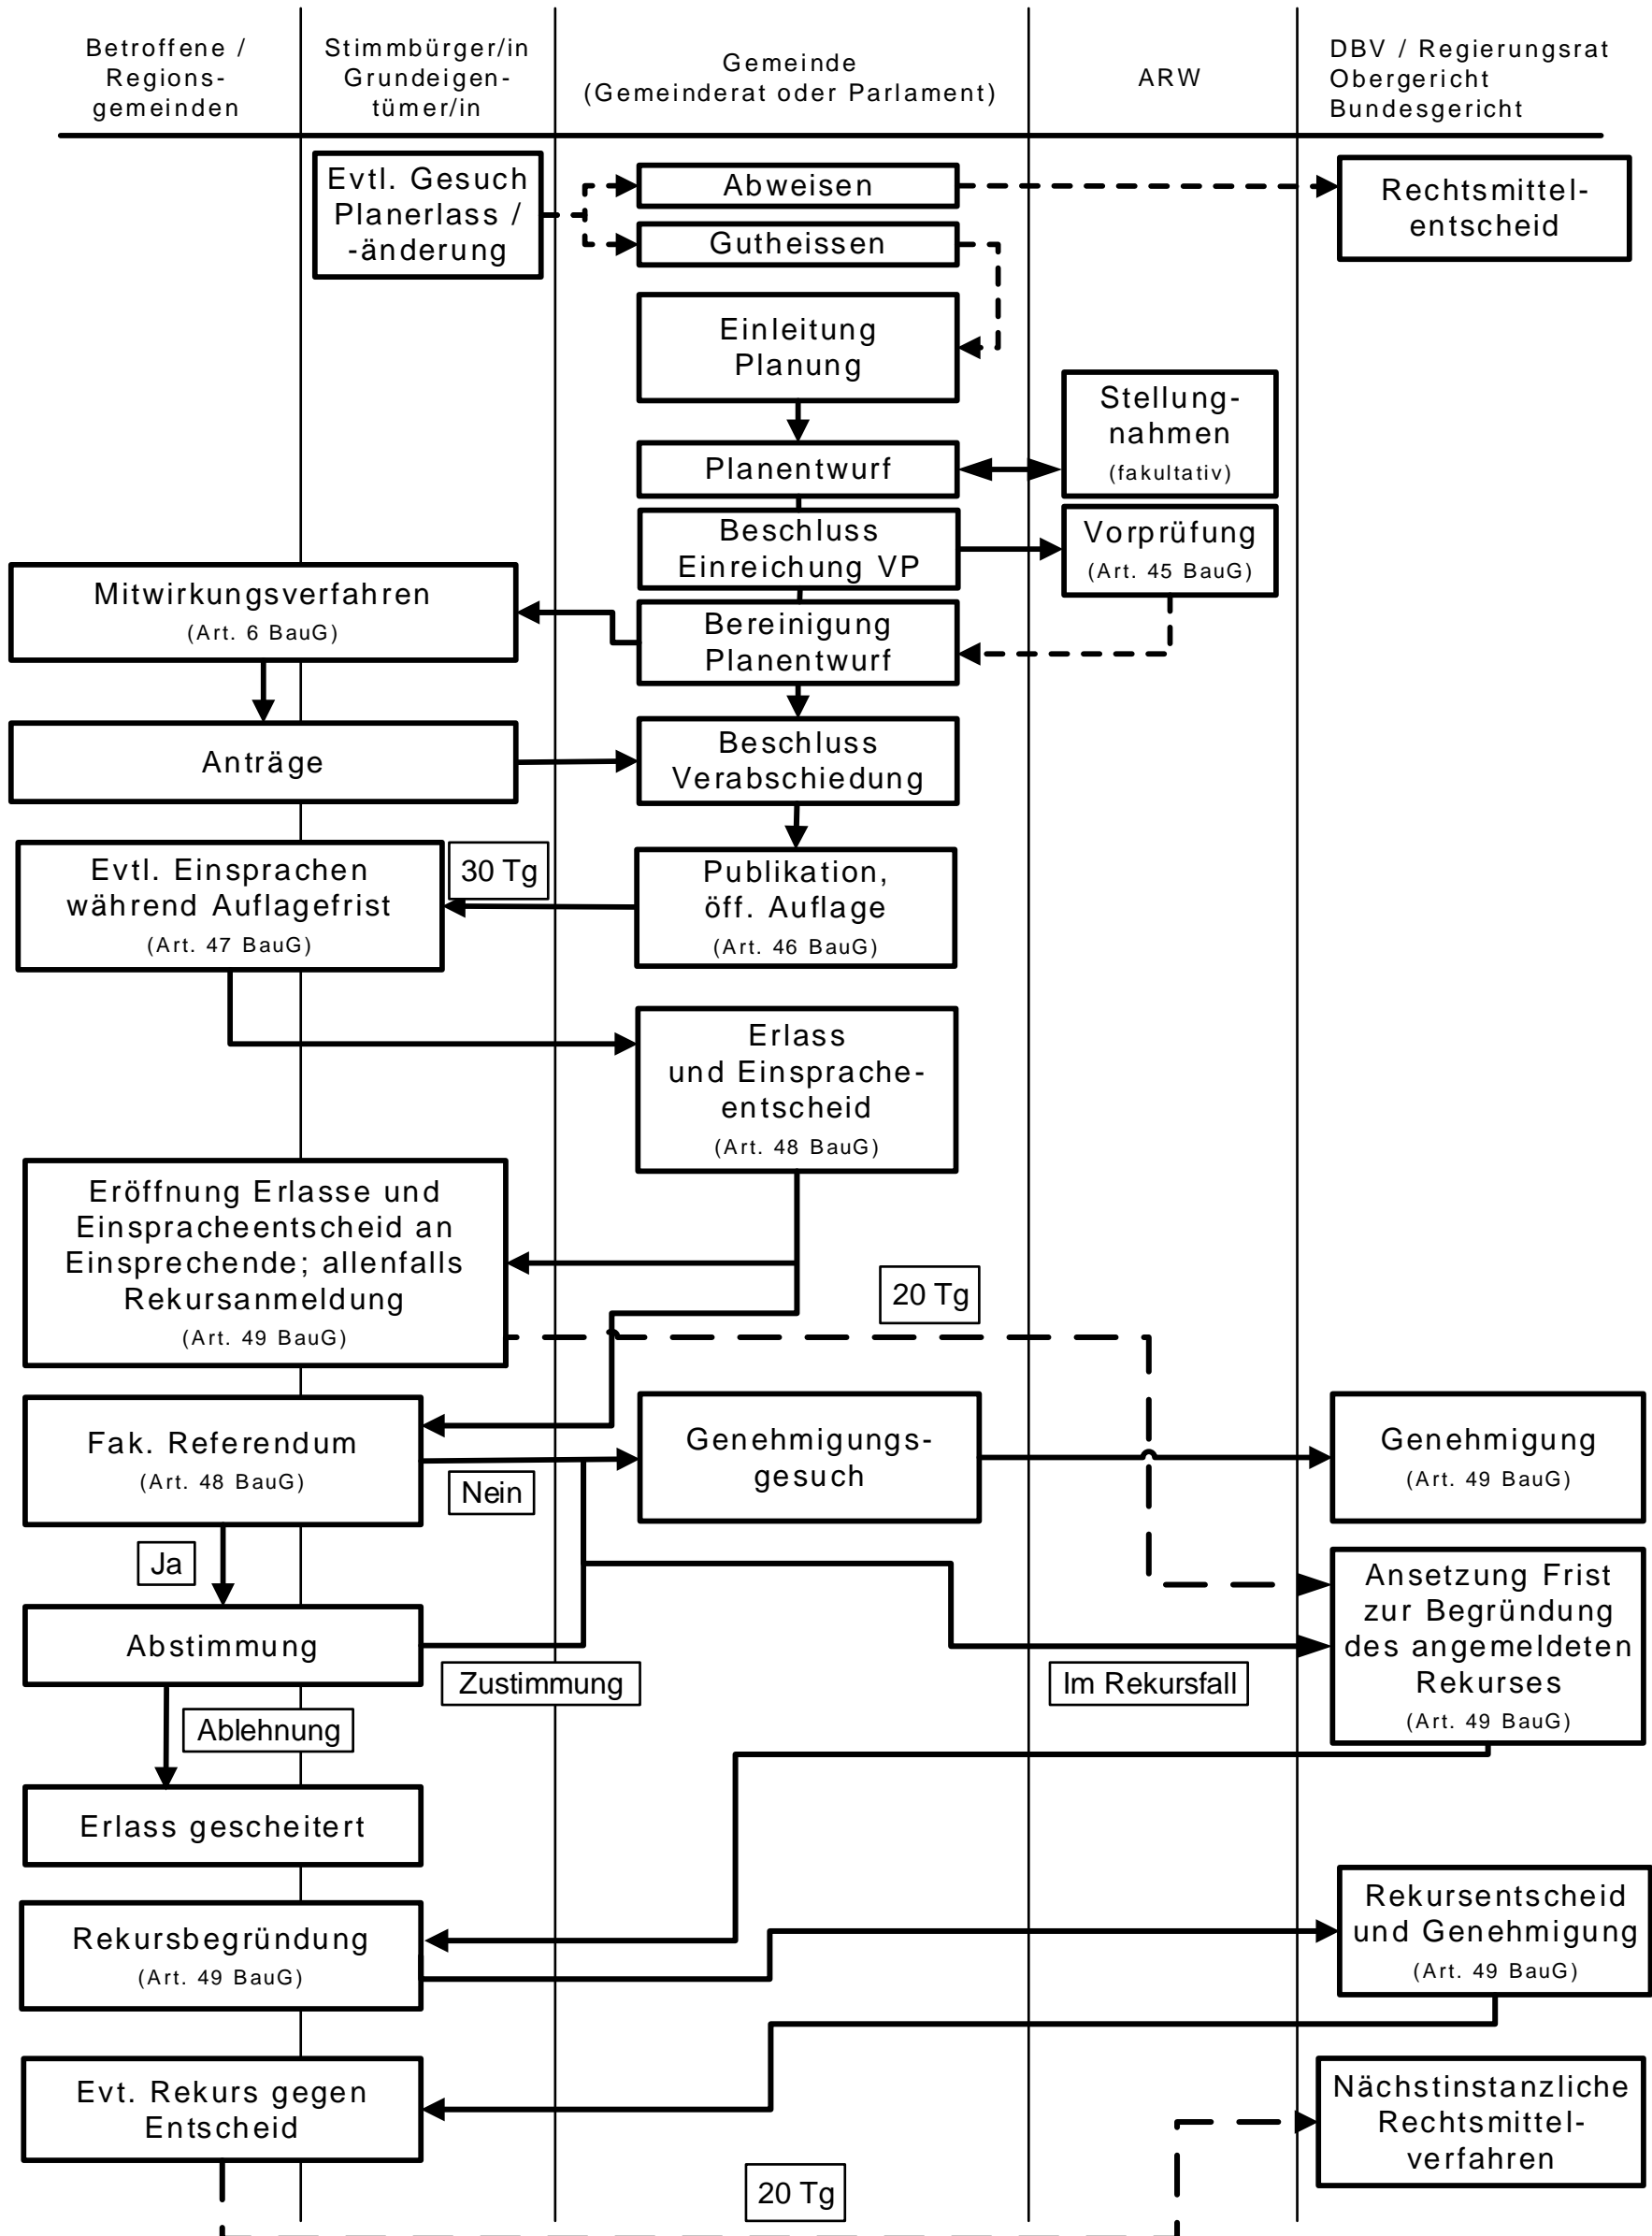 Betroffene /
Regions-
gemeinden
Stimmbürger/in
Grundeigen-
tümer/in
Gemeinde
(Gemeinderat oder Parlament)
ARW
DBV / Regierungsrat
Obergericht
Bundesgericht
Evtl. Gesuch
Planerlass /
-änderung
Abweisen
Gutheissen
Rechtsmittel-
entscheid
Einleitung
Planung
Stellung-
nahmen
(fakultativ)
Planentwurf
Beschluss
Einreichung VP
Vorprüfung
(Art. 45 BauG)
Mitwirkungsverfahren
(Art. 6 BauG)
Bereinigung
Planentwurf
Anträge
Beschluss
Verabschiedung
Evtl. Einsprachen
während Auflagefrist
(Art. 47 BauG)
30 Tg
Publikation,
öff. Auflage
(Art. 46 BauG)
Erlass
und Einsprache-
entscheid
(Art. 48 BauG)
Eröffnung Erlasse und
Einspracheentscheid an
Einsprechende; allenfalls
Rekursanmeldung
(Art. 49 BauG)
20 Tg
Fak. Referendum
(Art. 48 BauG)
Nein
Genehmigungs-
gesuch
Genehmigung
(Art. 49 BauG)
Ja
Ansetzung Frist
zur Begründung
des angemeldeten
Rekurses
(Art. 49 BauG)
Abstimmung
Zustimmung
Im Rekursfall
Ablehnung
Erlass gescheitert
Rekursbegründung
(Art. 49 BauG)
Rekursentscheid
und Genehmigung
(Art. 49 BauG)
Evt. Rekurs gegen
Entscheid
Nächstinstanzliche
Rechtsmittel-
verfahren
20 Tg